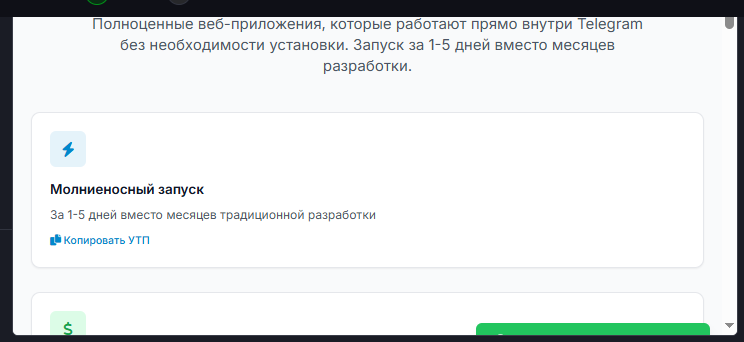 Полноценные веб-приложения, которые работают прямо внутри Telegram
без необходимости установки. Запуск за 1-5 дней вместо месяцев
разработки.
Молниеносный запуск
За 1-5 дней вместо месяцев традиционной разработки
Копировать УТП
$